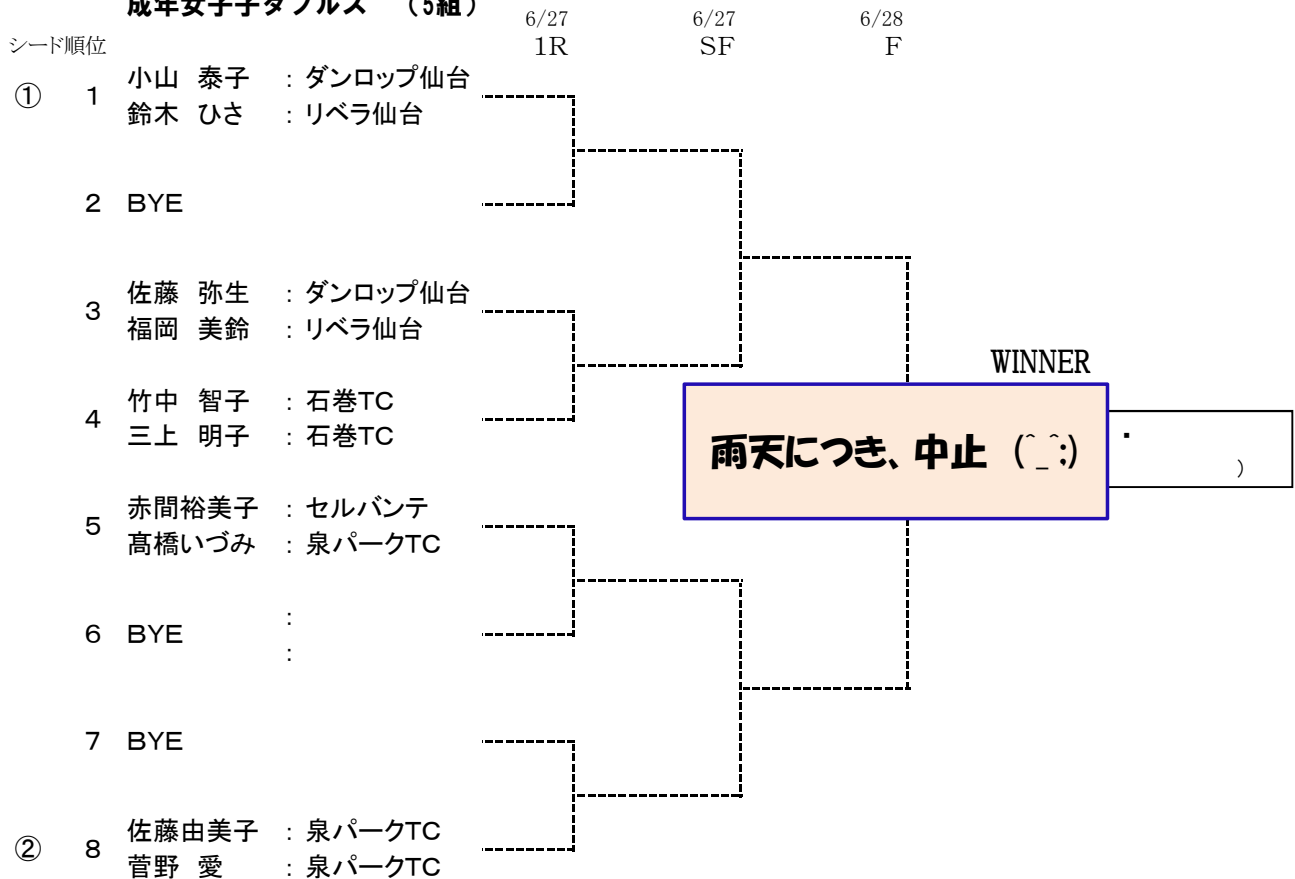 成年女子子ダブルス （5組）
6/27 6/27 6/28
シード順位 1R SF F
① 1 小山 泰子 : ダンロップ仙台
鈴木 ひさ : リベラ仙台
2 BYE
3 佐藤 弥生 : ダンロップ仙台
福岡 美鈴 : リベラ仙台
WINNER
4 竹中 智子 : 石巻TC
三上 明子 : 石巻TC
雨天につき、中止 (^_^;)
・
)
5 赤間裕美子 : セルバンテ
髙橋いづみ : 泉パークTC
6 BYE :
:
7 BYE
② 8 佐藤由美子 : 泉パークTC
菅野 愛 : 泉パークTC